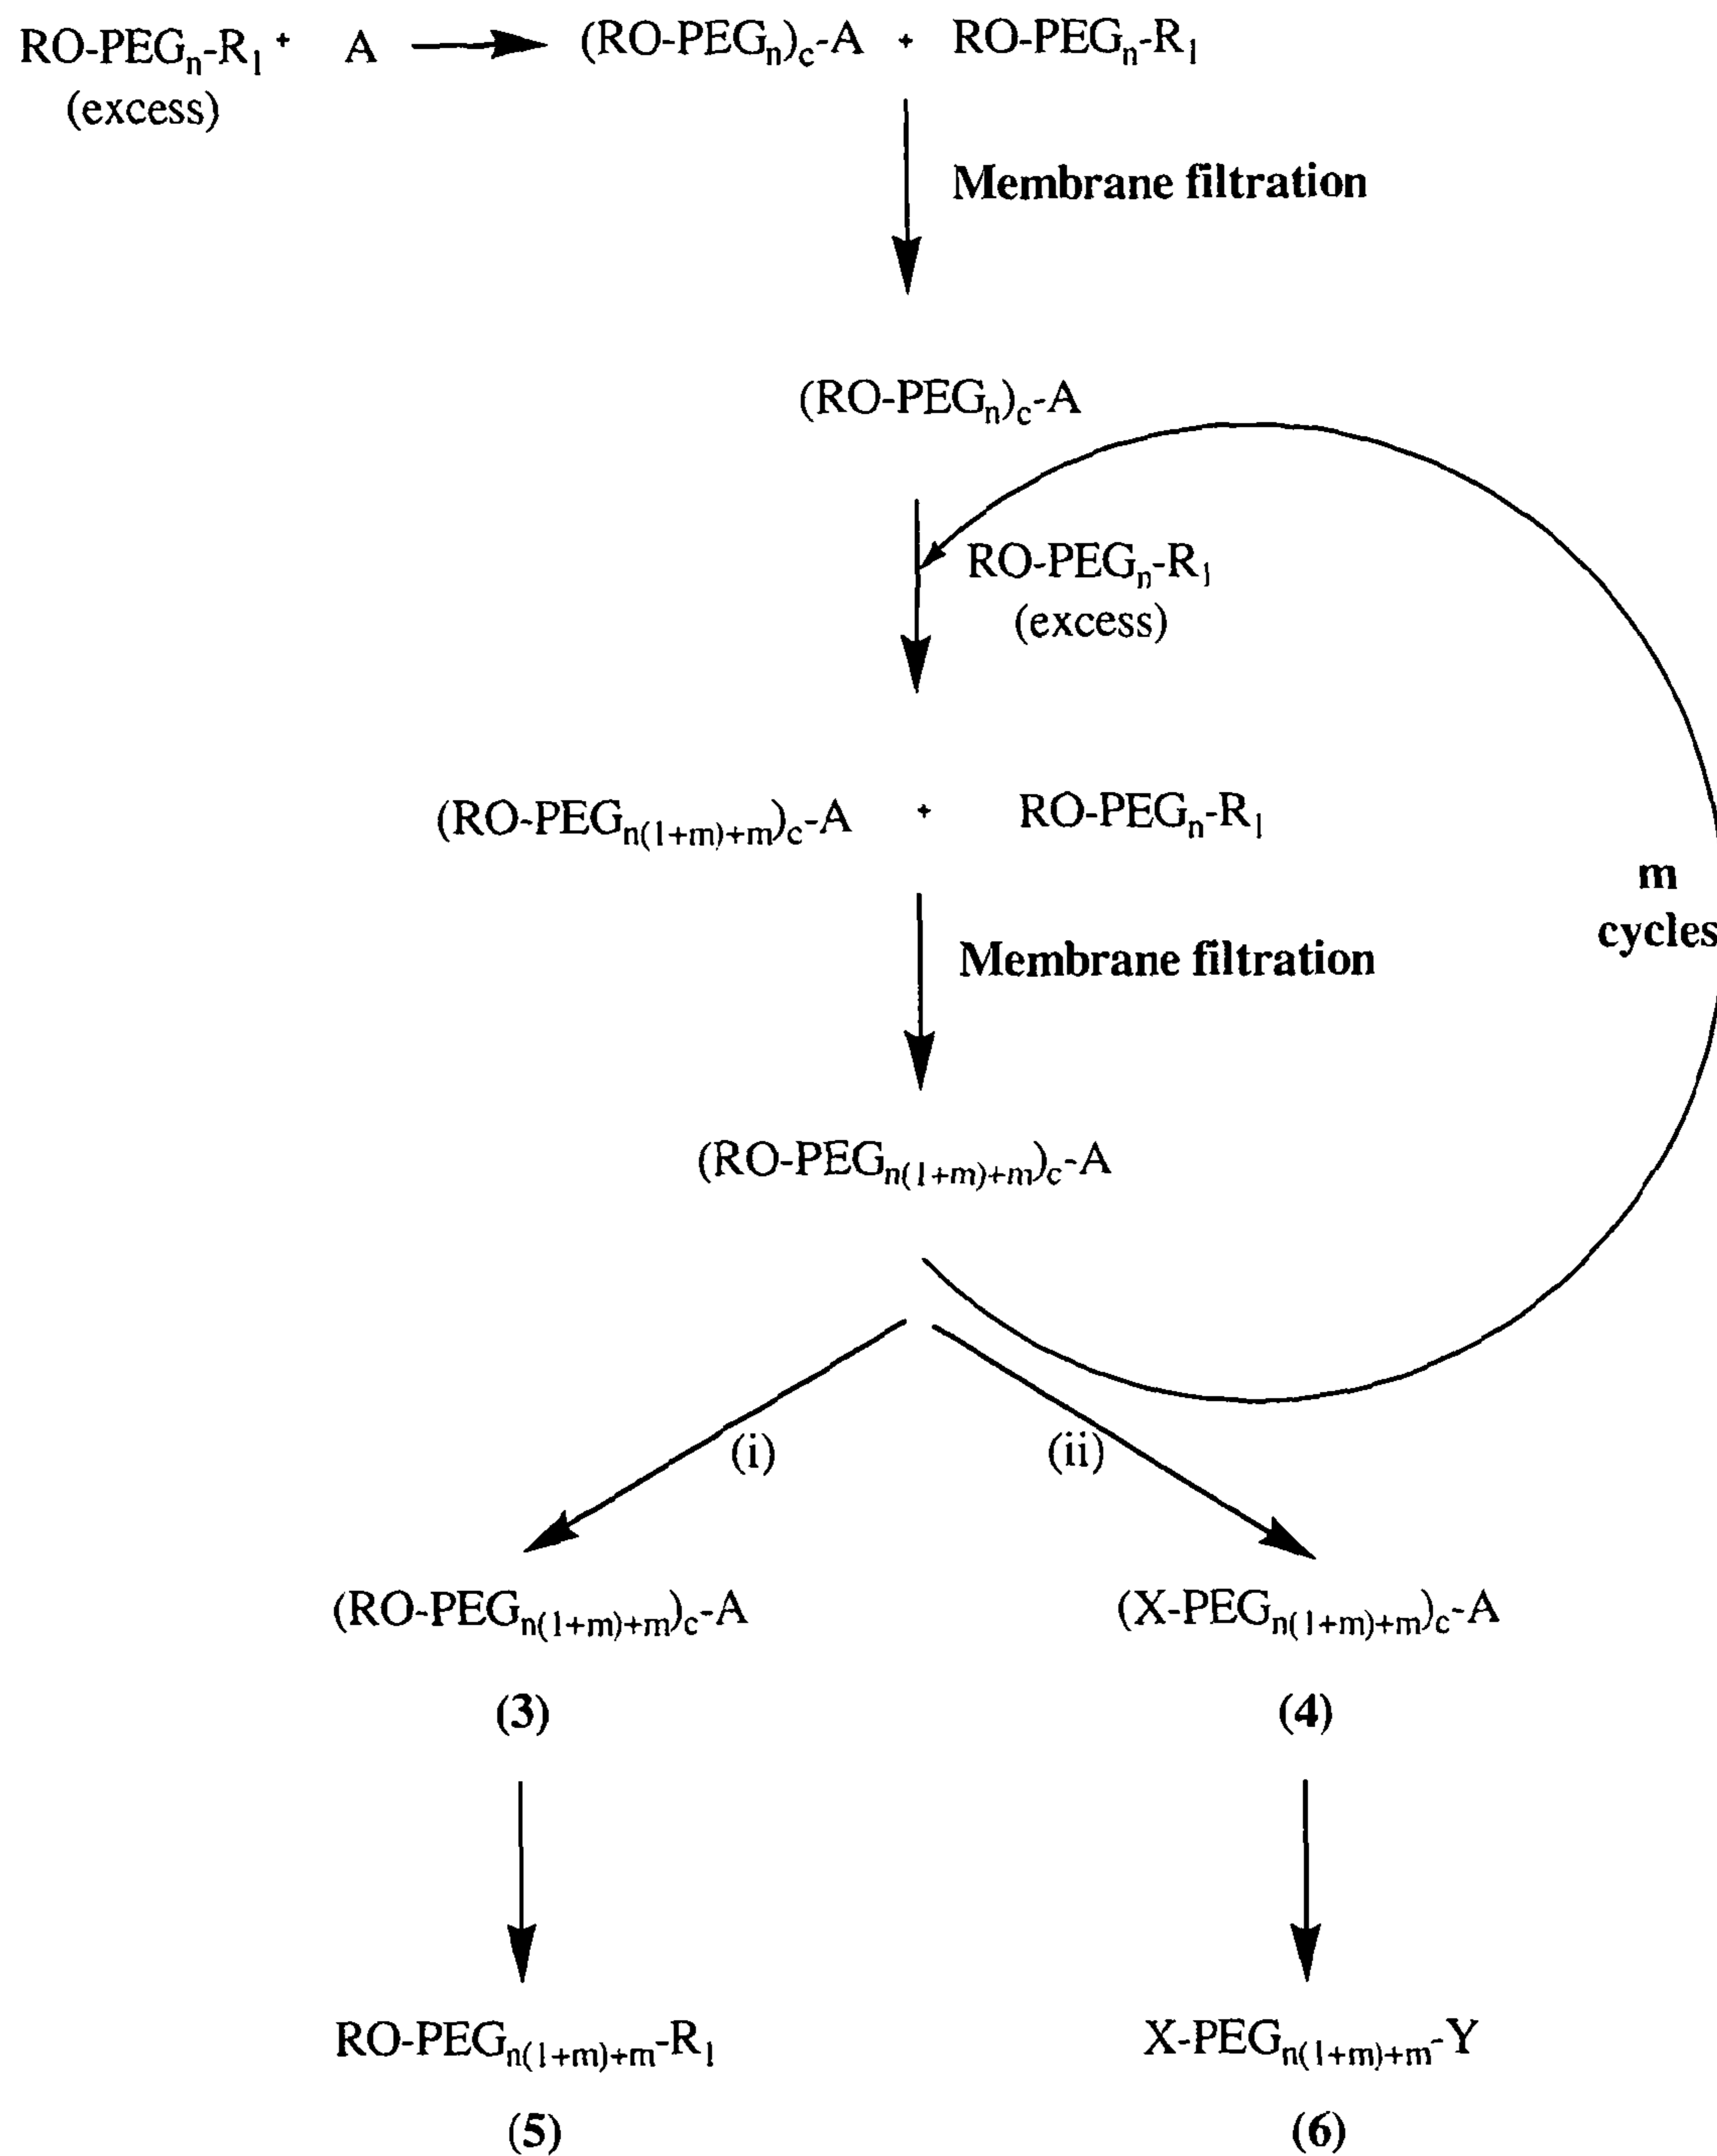 RO-PEGn-R1 + A (RO-PEGn)c-A + RO-PEGn-R1
(excess)
Membrane filtration
(RO-PEGn)c-A
RO-PEGn-R1
(excess)
(RO-PEGn(1+m)+m)c-A + RO-PEGn-R1
m
cycles
Membrane filtration
(RO-PEGn(1+m)+m)c-A
(i) (ii)
(RO-PEGn(1+m)+m)c-A (X-PEGn(1+m)+m)c-A
(3) (4)
RO-PEGn(1+m)+m-R1 X-PEGn(1+m)+m-Y
(5) (6)